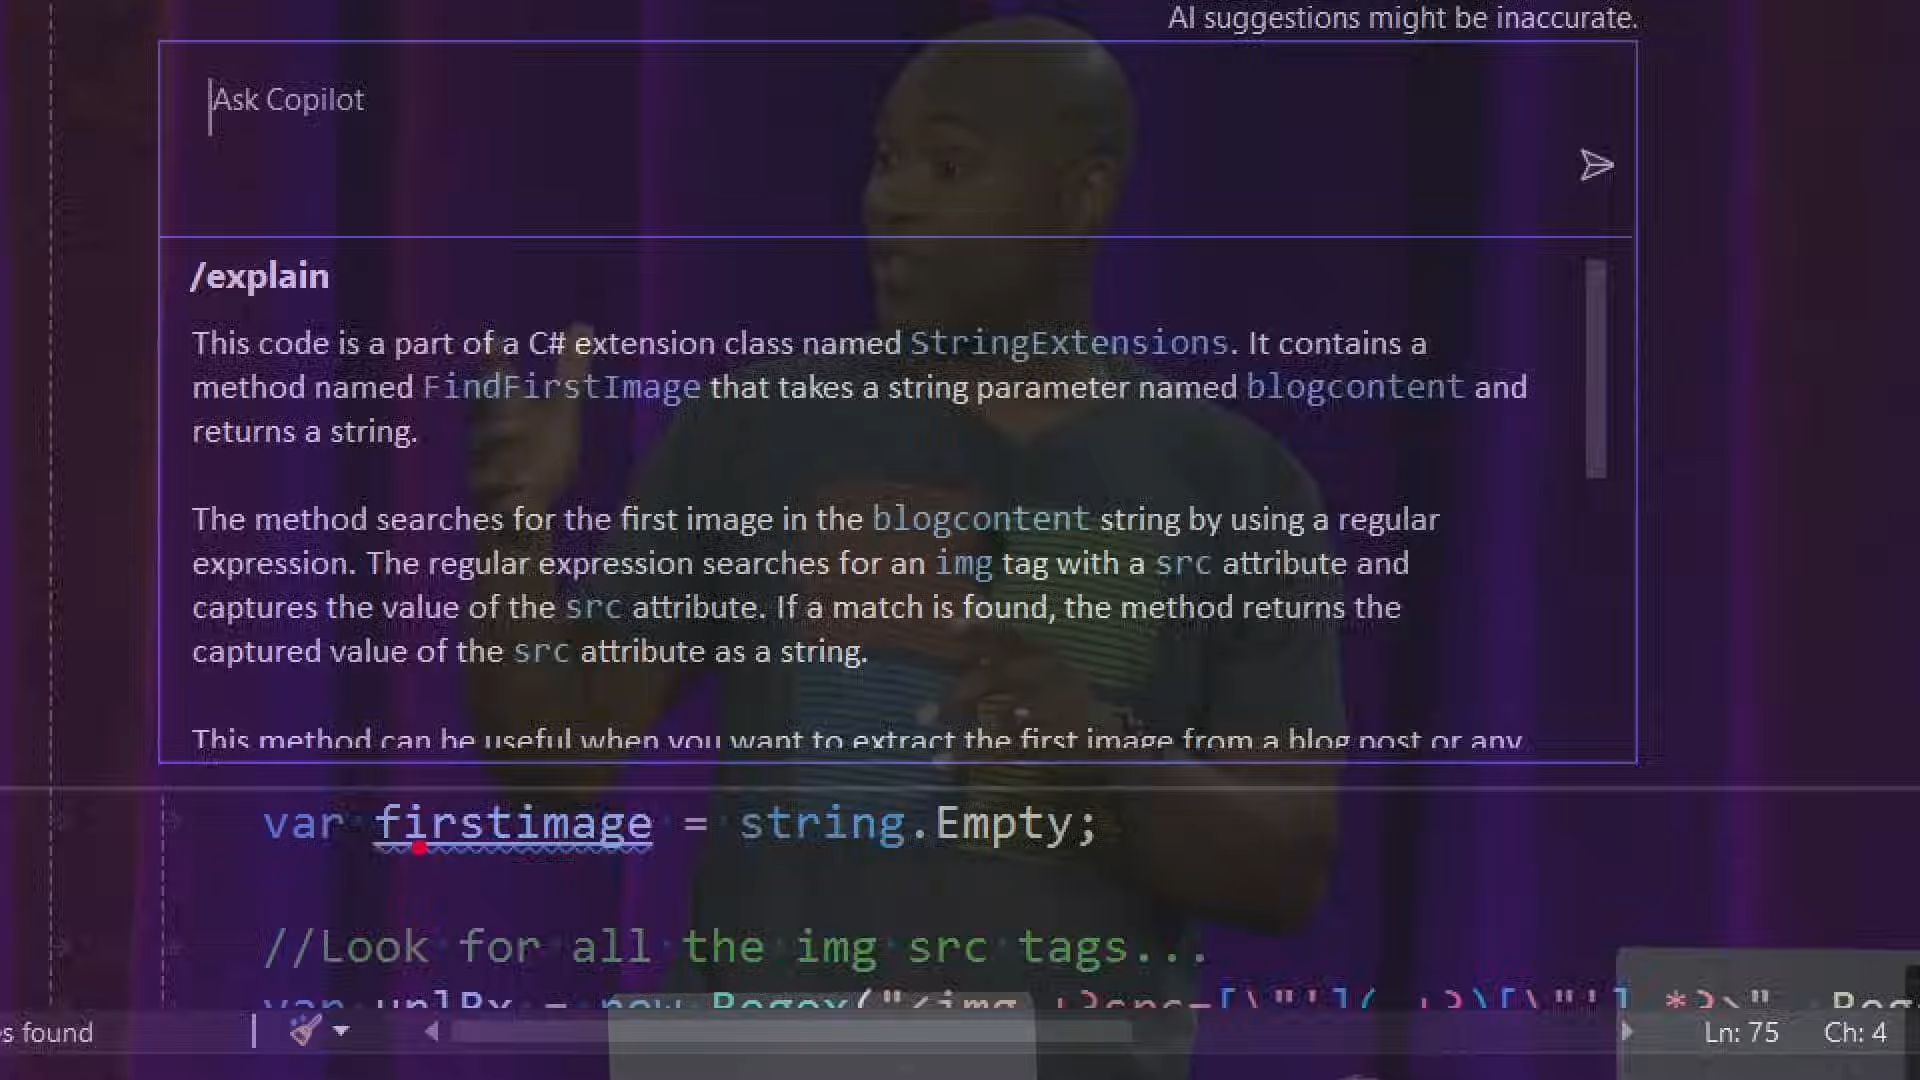 AI suggestions might be inaccurate.
Ask Copilot
/explain
This code is a part of a C# extension class named StringExtensions. It contains a
method named FindFirstImage that takes a string parameter named blogcontent and
returns a string.
The method searches for the first image in the blogcontent string by using a regular
expression. The regular expression searches for an img tag with a src attribute and
captures the value of the src attribute. If a match is found, the method returns the
captured value of the src attribute as a string.
This method can be useful when you want to extract the first image from a blog post or any
var firstimage = string.Empty;
//Look for all the img src tags...
var = new Regex("<img
s found
Ln: 75
Ch: 4